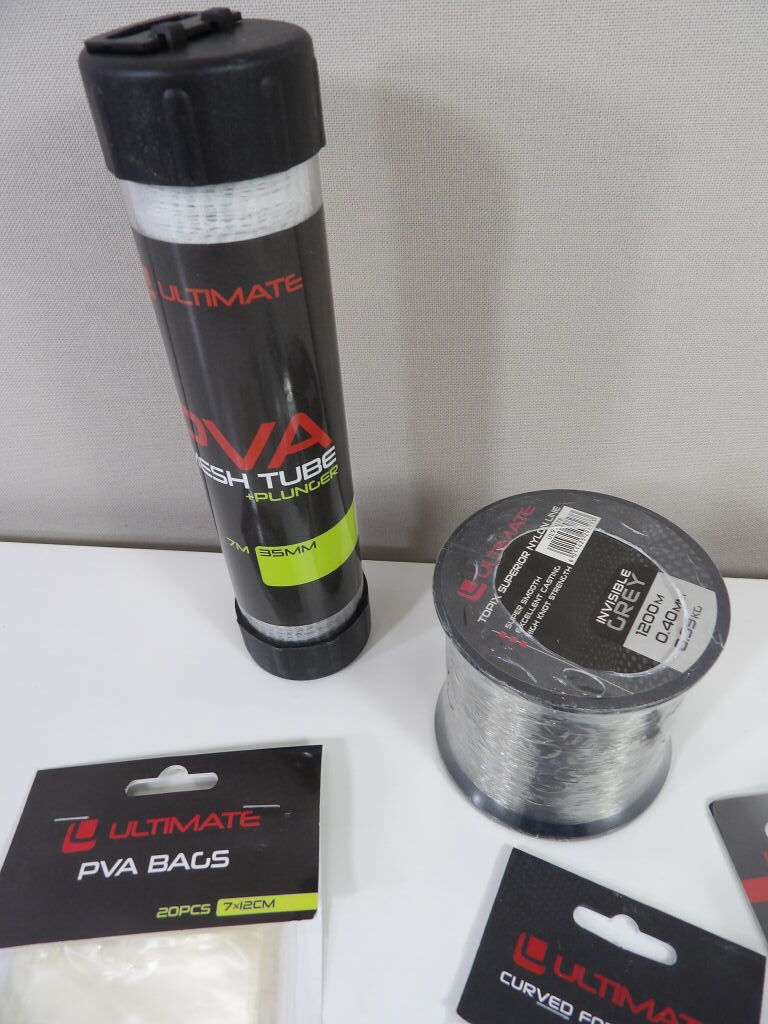 ULTIMATE
PVA
MESH TUBE
+PLUNGER
7M 35MM
ULTIMATE
TOPIX SUPERIOR NYLON LINE
SUPER SMOOTH
EXCELLENT CASTING
HIGH KNOT STRENGTH
INVISIBLE
GREY
1200M
0.40MM
ULTIMATE
PVA BAGS
20PCS 7x12CM
ULTIMATE
CURVED